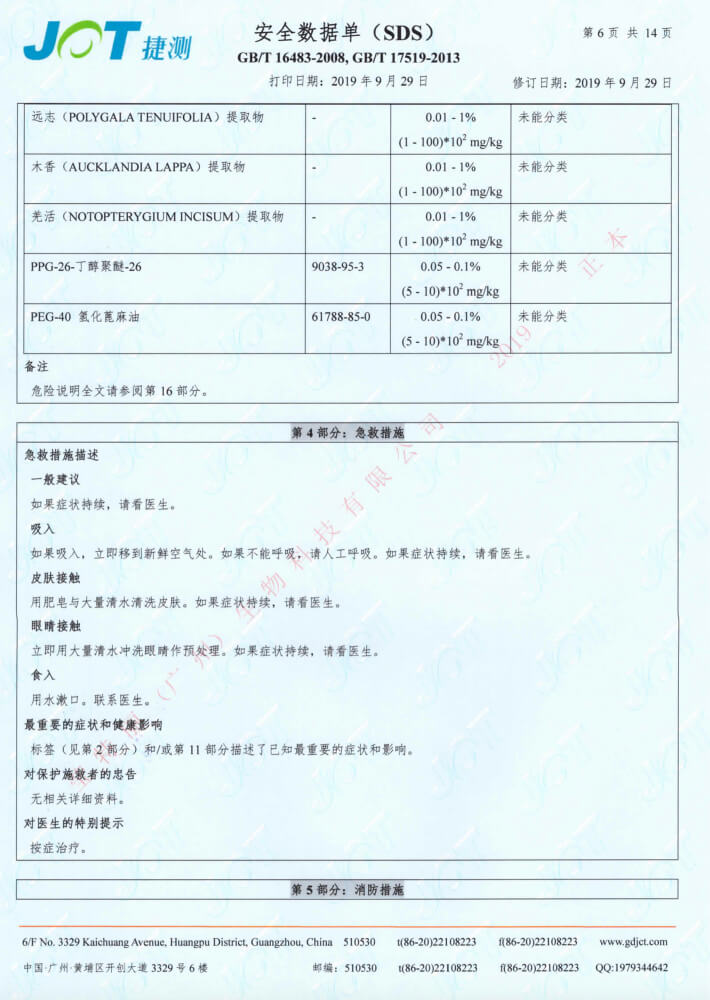 JOT 捷测
安全数据单（SDS）
GB/T 16483-2008, GB/T 17519-2013
打印日期：2019 年 9 月 29 日
第 6 页 共 14 页
修订日期：2019 年 9 月 29 日
远志（POLYGALA TENUIFOLIA）提取物 - 0.01 - 1% 未能分类
(1 - 100)*10² mg/kg
木香（AUCKLANDIA LAPPA）提取物 - 0.01 - 1% 未能分类
(1 - 100)*10² mg/kg
羌活（NOTOPTERYGIUM INCISUM）提取物 - 0.01 - 1% 未能分类
(1 - 100)*10² mg/kg
PPG-26-丁醇聚醚-26 9038-95-3 0.05 - 0.1% 未能分类
(5 - 10)*10² mg/kg
PEG-40 氢化蓖麻油 61788-85-0 0.05 - 0.1% 未能分类
(5 - 10)*10² mg/kg
备注
危险说明全文请参阅第 16 部分。
第 4 部分：急救措施
急救措施描述
一般建议
如果症状持续，请看医生。
吸入
如果吸入，立即移到新鲜空气处。如果不能呼吸，请人工呼吸。如果症状持续，请看医生。
皮肤接触
用肥皂与大量清水清洗皮肤。如果症状持续，请看医生。
眼睛接触
立即用大量清水冲洗眼睛作预处理。如果症状持续，请看医生。
食入
用水漱口。联系医生。
最重要的症状和健康影响
标签（见第 2 部分）和/或第 11 部分描述了已知最重要的症状和影响。
对保护施救者的忠告
无相关详细资料。
对医生的特别提示
按症治疗。
（广州）生物科技有限公司 2019 正本
第 5 部分：消防措施
6/F No. 3329 Kaichuang Avenue, Huangpu District, Guangzhou, China 510530 t(86-20)22108223 f(86-20)22108223 www.gdjct.com
中国·广州·黄埔区开创大道 3329 号 6 楼 邮编：510530 t(86-20)22108223 f(86-20)22108223 QQ:1979344642